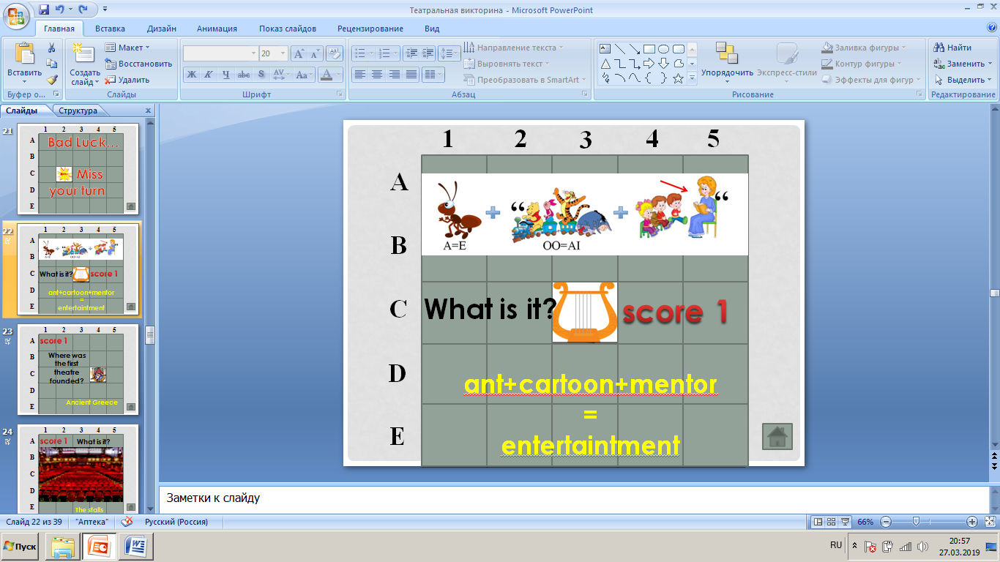 Театральная викторина - Microsoft PowerPoint
Главная Вставка Дизайн Анимация Показ слайдов Рецензирование Вид
Вставить
Буфер о...
Создать слайд
Макет
Восстановить
Удалить
Слайды
20
Ж К Ч abc S AV Aa А
Шрифт
Абзац
Направление текста
Выровнять текст
Преобразовать в SmartArt
Упорядочить
Экспресс-стили
Заливка фигуры
Контур фигуры
Эффекты для фигур
Рисование
Найти
Заменить
Выделить
Редактирование
Слайды Структура
21
1 2 3 4 5
A Bad Luck...
B
C Miss
D your turn
E
22
1 2 3 4 5
A
A=E OO=AI
B
C What is it? score 1
D ant+cartoon+mentor
=
E entertaintment
23
1 2 3 4 5
A score 1
B Where was
the first
C theatre
founded?
D
E Ancient Greece
24
1 2 3 4 5
A score 1 What is it?
B
C
D
E The stalls
1 2 3 4 5
A
“ “
B A=E OO=AI
C What is it? score 1
D ant+cartoon+mentor
=
E entertaintment
Заметки к слайду
Слайд 22 из 39 "Аптека" Русский (Россия) 66%
Пуск
RU
20:57
27.03.2019